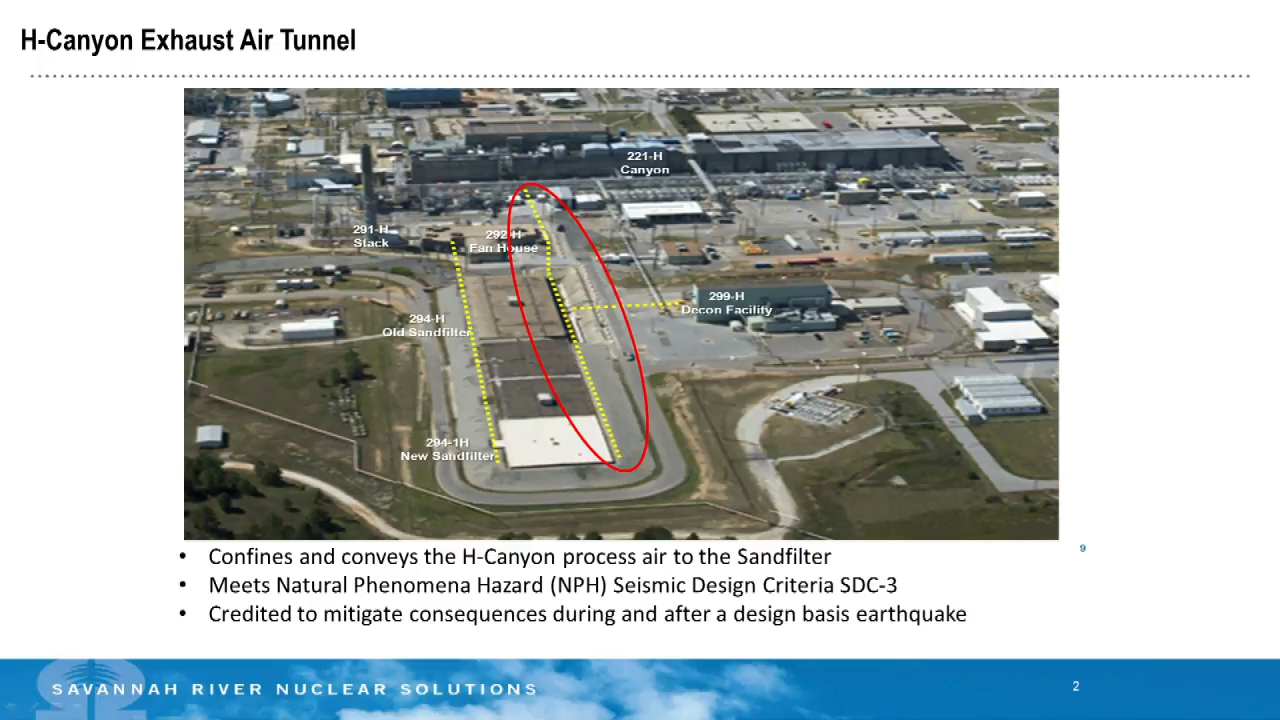 H-Canyon Exhaust Air Tunnel
221-H
Canyon
291-H
Stack
292-H
Fan House
299-H
Decon Facility
294-H
Old Sandfilter
294-1H
New Sandfilter
• Confines and conveys the H-Canyon process air to the Sandfilter
9
• Meets Natural Phenomena Hazard (NPH) Seismic Design Criteria SDC-3
• Credited to mitigate consequences during and after a design basis earthquake
SAVANNAH RIVER NUCLEAR SOLUTIONS
2